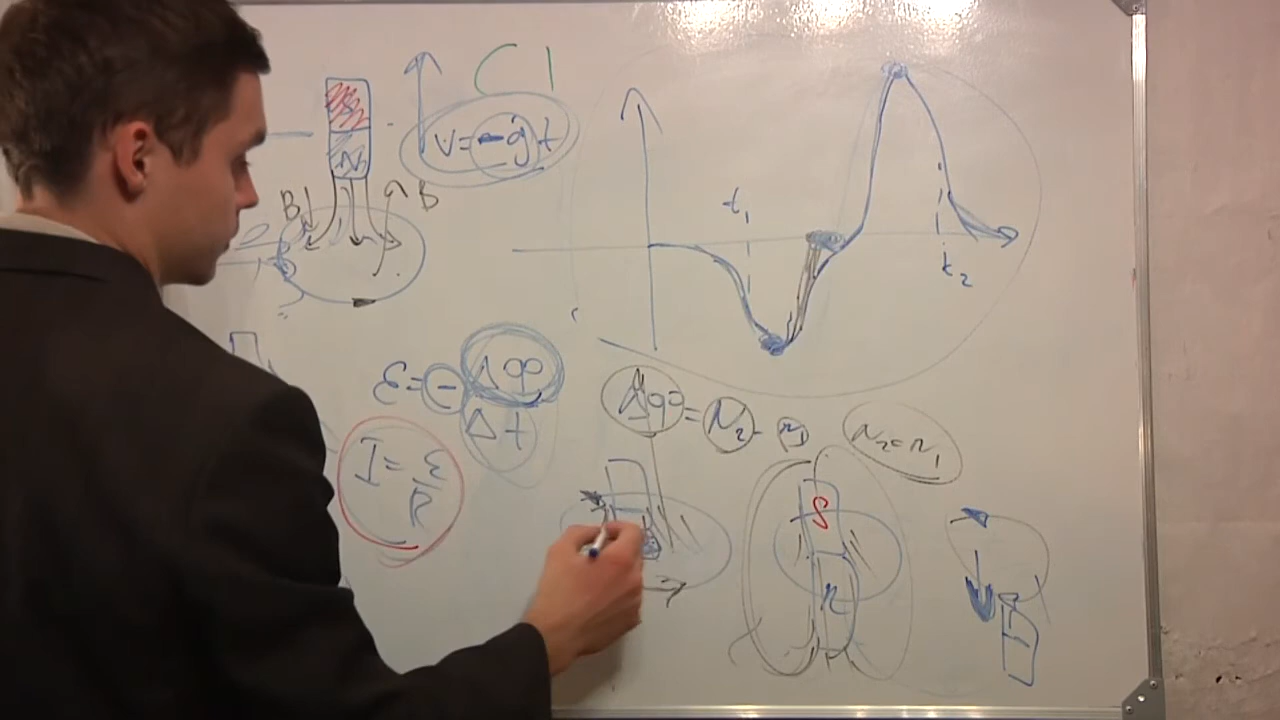 C1
S
v=-gt
N
B B
t₁
t₂
ε=-Δφ/Δt
Δφ=N₂-n₁
N₂=n₁
I=ε/R
S
n